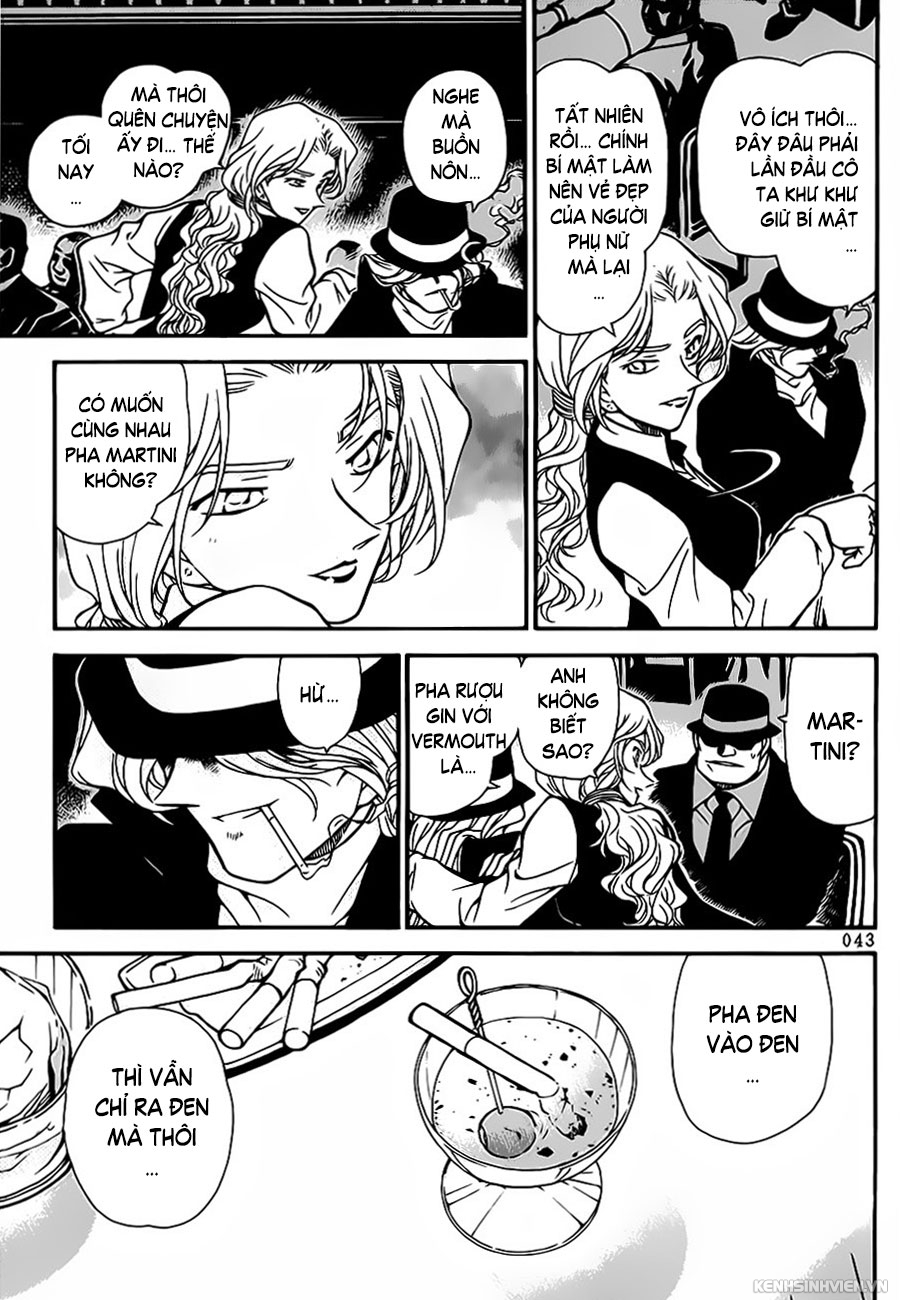 VÔ ÍCH THÔI...
ĐÂY ĐÂU PHẢI
LẦN ĐẦU CÔ
TA KHƯ KHƯ
GIỮ BÍ MẬT
...
TẤT NHIÊN
RỒI... CHÍNH
BÍ MẬT LÀM
NÊN VẺ ĐẸP
CỦA NGƯỜI
PHỤ NỮ
MÀ LẠI
...
NGHE
MÀ
BUỒN
NÔN...
MÀ THÔI
QUÊN CHUYỆN
ẤY ĐI... THẾ
NÀO?
TỐI
NAY
...
CÓ MUỐN
CÙNG NHAU
PHA MARTINI
KHÔNG?
MAR-
TINI?
ANH
KHÔNG
BIẾT
SAO?
PHA RƯỢU
GIN VỚI
VERMOUTH
LÀ...
HỪ...
043
PHA ĐEN
VÀO ĐEN
...
THÌ VẪN
CHỈ RA ĐEN
MÀ THÔI
...
KENHSINHVIEN.VN